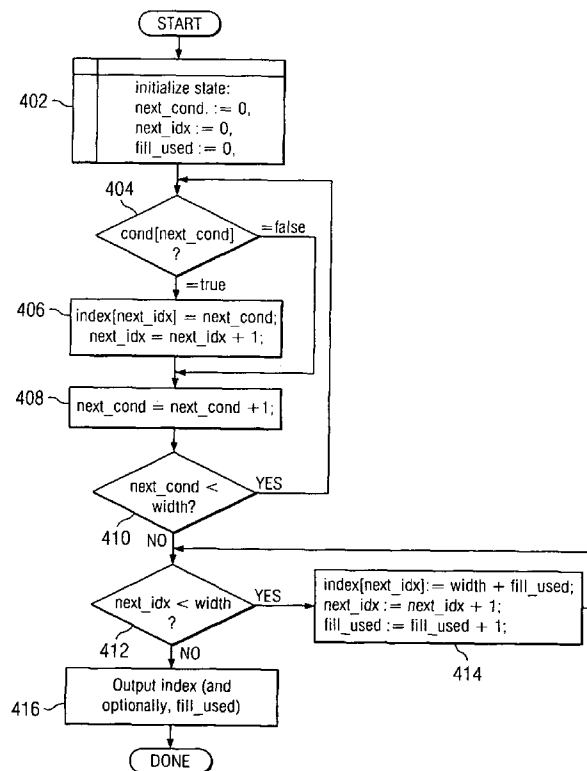 START
402
initialize state:
next_cond. := 0,
next_idx := 0,
fill_used := 0,
404
cond[next_cond]
?
=false
=true
406
index[next_idx] = next_cond;
next_idx = next_idx + 1;
408
next_cond = next_cond +1;
next_cond <
width?
YES
410
NO
next_idx < width
?
YES
412
NO
index[next_idx]:= width + fill_used;
next_idx := next_idx + 1;
fill_used := fill_used + 1;
414
416
Output index (and
optionally, fill_used)
DONE